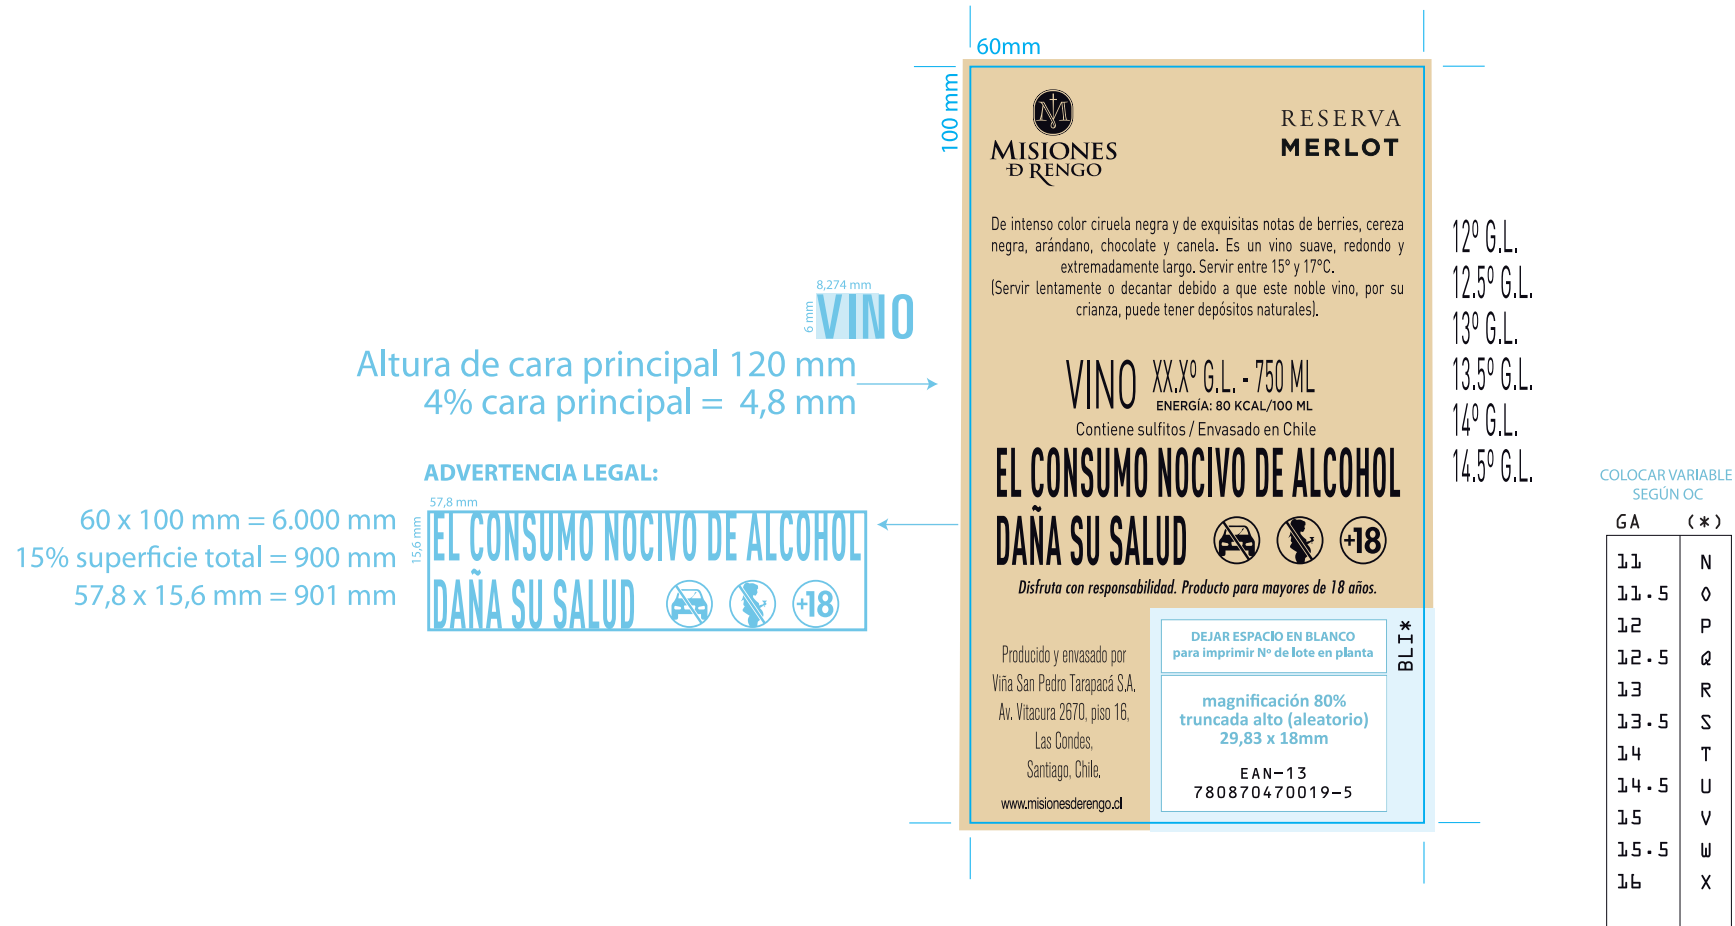 60mm
100 mm
MISIONES
D RENGO
RESERVA
MERLOT
De intenso color ciruela negra y de exquisitas notas de berries, cereza
negra, arándano, chocolate y canela. Es un vino suave, redondo y
extremadamente largo. Servir entre 15° y 17°C.
(Servir lentamente o decantar debido a que este noble vino, por su
crianza, puede tener depósitos naturales).
12º G.L.
12.5º G.L.
13º G.L.
13.5º G.L.
14º G.L.
14.5º G.L.
8,274 mm
6 mm
VINO
Altura de cara principal 120 mm
4% cara principal = 4,8 mm
VINO XX.Xº G.L. - 750 ML
ENERGÍA: 80 KCAL/100 ML
Contiene sulfitos / Envasado en Chile
EL CONSUMO NOCIVO DE ALCOHOL
DAÑA SU SALUD
+18
Disfruta con responsabilidad. Producto para mayores de 18 años.
ADVERTENCIA LEGAL:
57,8 mm
15,6 mm
EL CONSUMO NOCIVO DE ALCOHOL
DAÑA SU SALUD
+18
60 x 100 mm = 6.000 mm
15% superficie total = 900 mm
57,8 x 15,6 mm = 901 mm
Producido y envasado por
Viña San Pedro Tarapacá S.A.
Av. Vitacura 2670, piso 16,
Las Condes,
Santiago, Chile.
www.misionesderengo.cl
DEJAR ESPACIO EN BLANCO
para imprimir Nº de lote en planta
BLI*
magnificación 80%
truncada alto (aleatorio)
29,83 x 18mm
EAN-13
780870470019-5
COLOCAR VARIABLE
SEGÚN OC
GA (*)
11 N
11.5 O
12 P
12.5 Q
13 R
13.5 S
14 T
14.5 U
15 V
15.5 W
16 X